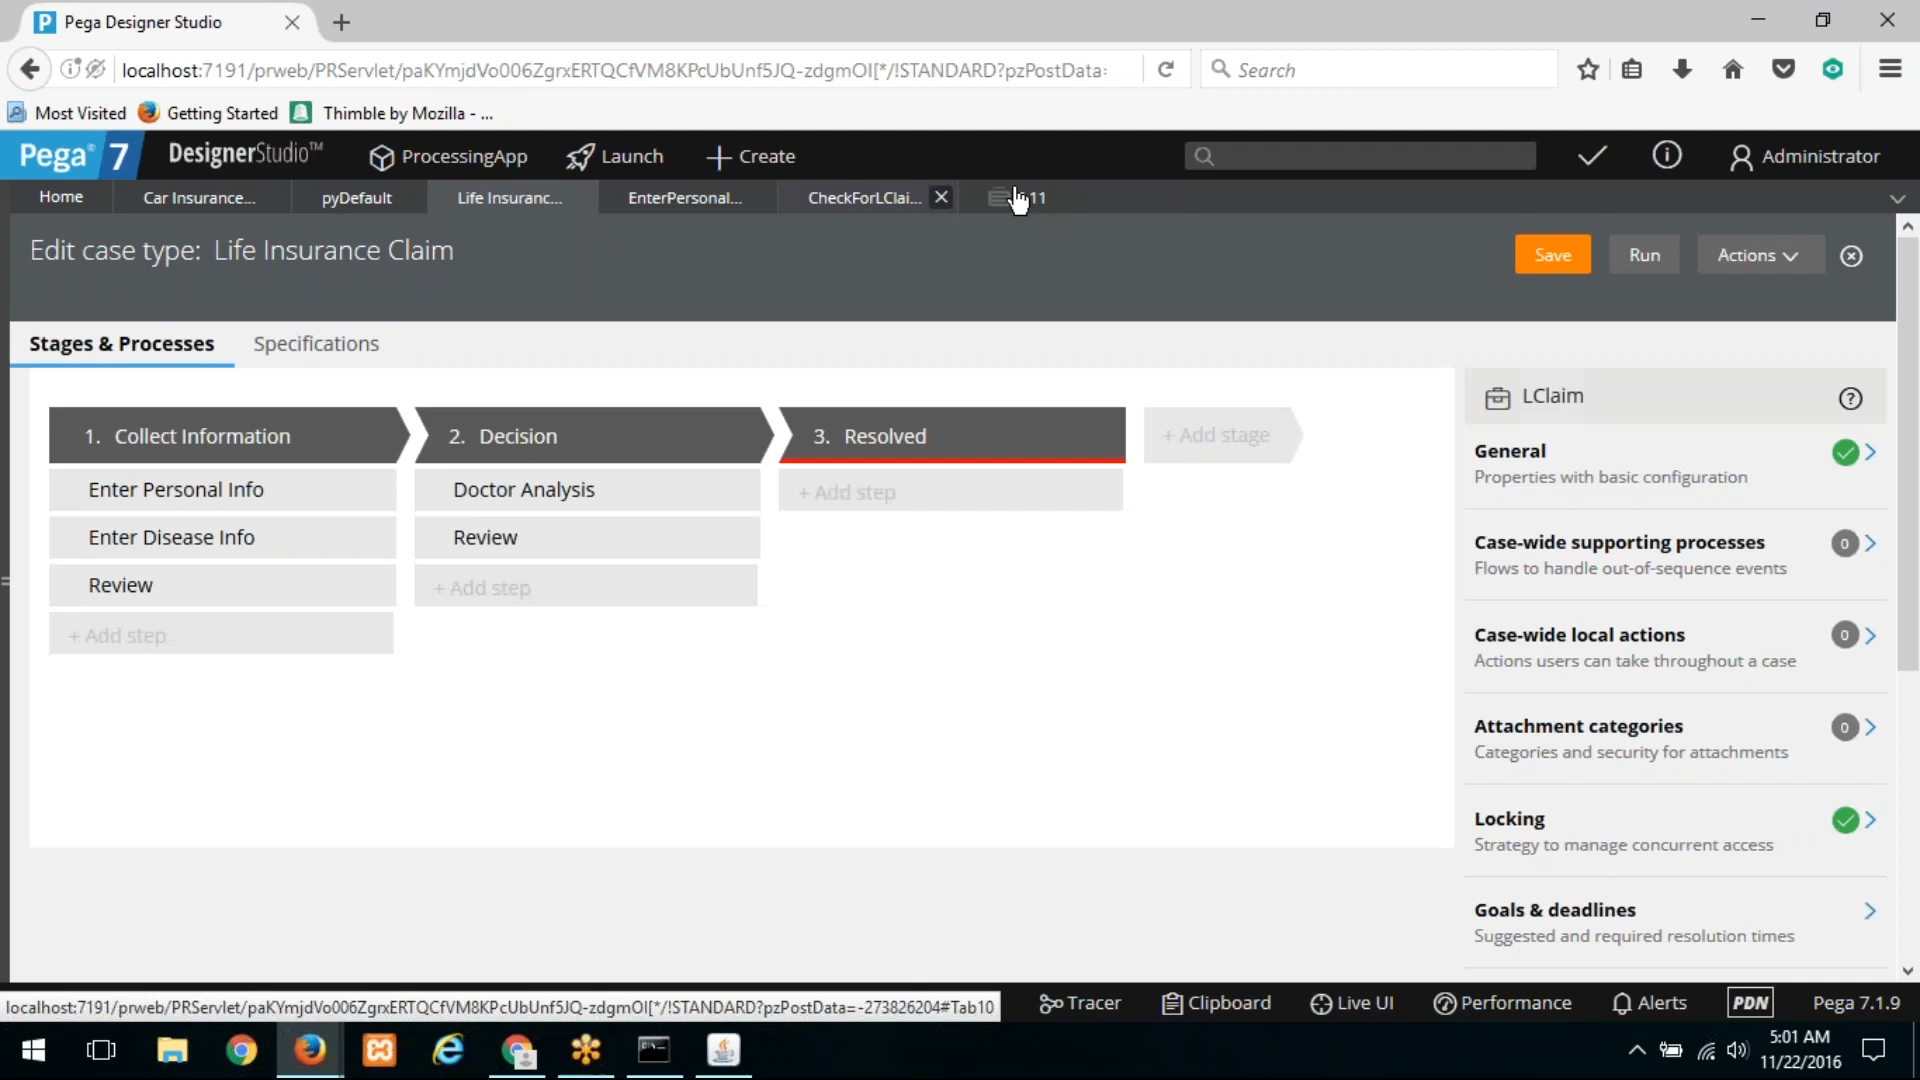 Pega Designer Studio
localhost:7191/prweb/PRServlet/paKYmjdVo006ZgrxERTQCfVM8KPcUbUnf5JQ-zdgmOI[*/!STANDARD?pzPostData:
Search
Most Visited
Getting Started
Thimble by Mozilla - ...
Pega® 7
DesignerStudio™
ProcessingApp
Launch
Create
Administrator
Home
Car Insurance...
pyDefault
Life Insuranc...
EnterPersonal...
CheckForLClai...
11
Edit case type: Life Insurance Claim
Save
Run
Actions
Stages & Processes
Specifications
1. Collect Information
2. Decision
3. Resolved
+ Add stage
Enter Personal Info
Doctor Analysis
+ Add step
Enter Disease Info
Review
Review
+ Add step
+ Add step
LClaim
?
General
Properties with basic configuration
Case-wide supporting processes
0
Flows to handle out-of-sequence events
Case-wide local actions
0
Actions users can take throughout a case
Attachment categories
0
Categories and security for attachments
Locking
Strategy to manage concurrent access
Goals & deadlines
Suggested and required resolution times
localhost:7191/prweb/PRServlet/paKYmjdVo006ZgrxERTQCfVM8KPcUbUnf5JQ-zdgmOI[*/!STANDARD?pzPostData=-273826204#Tab10
Tracer
Clipboard
Live UI
Performance
Alerts
PDN
Pega 7.1.9
5:01 AM
11/22/2016